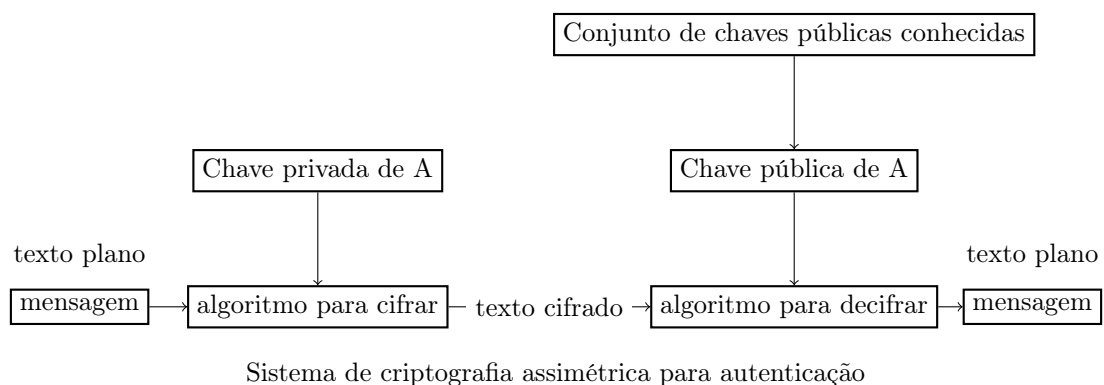 Conjunto de chaves públicas conhecidas
Chave privada de A
Chave pública de A
texto plano
texto plano
mensagem
algoritmo para cifrar
texto cifrado
algoritmo para decifrar
mensagem
Sistema de criptografia assimétrica para autenticação